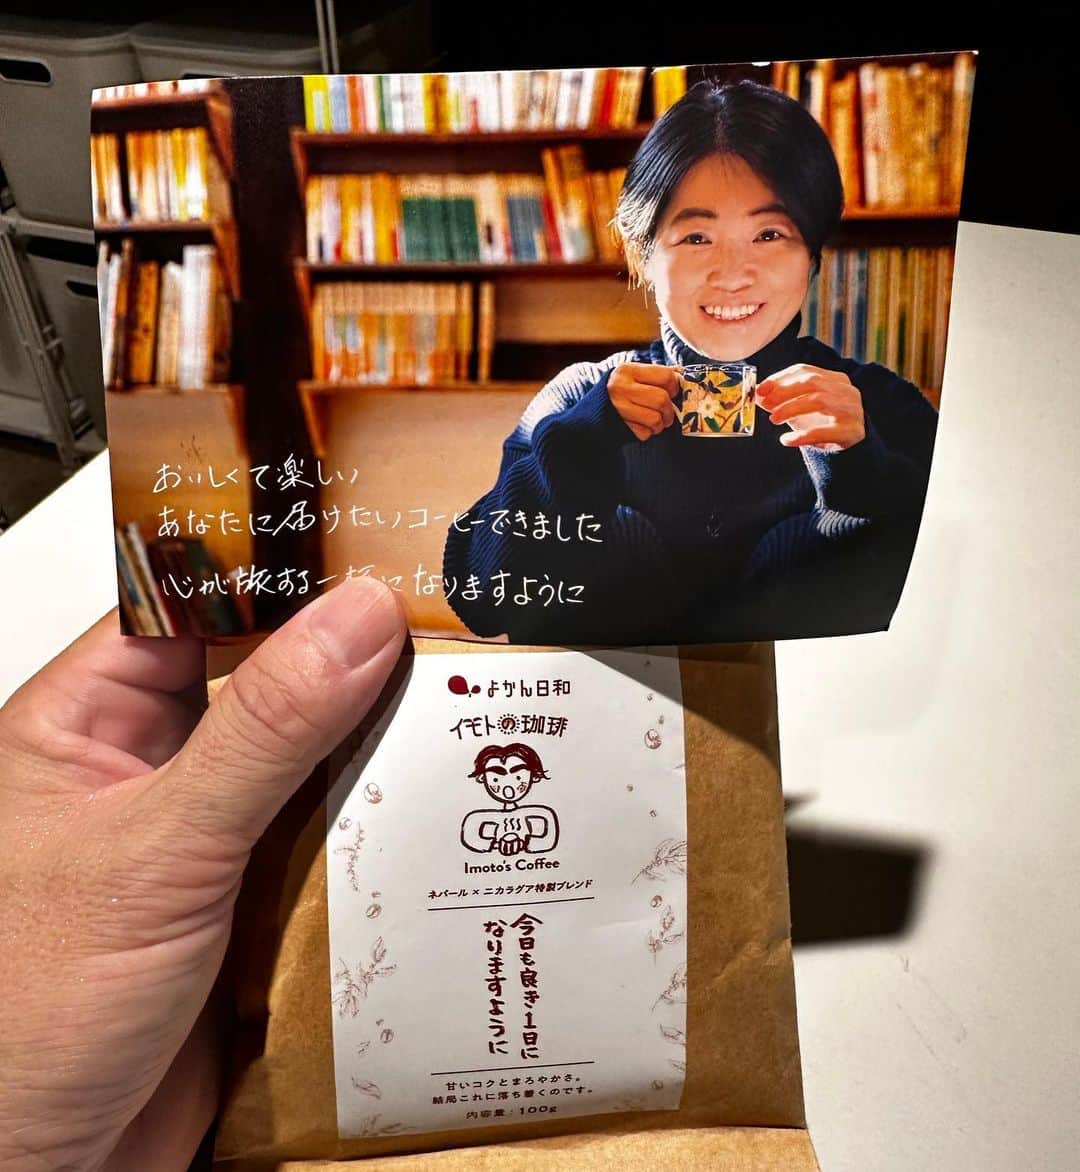 おいしくて楽しい
あなたに届けたいコーヒーできました
心が旅する一杯になりますように
よかん日和
イモトの珈琲
Imoto's Coffee
ネパール × ニカラグア特製ブレンド
今日も良き1日に
なりますように
甘いコクとまろやかさ。
結局これに落ち着くのです。
内容量：100g